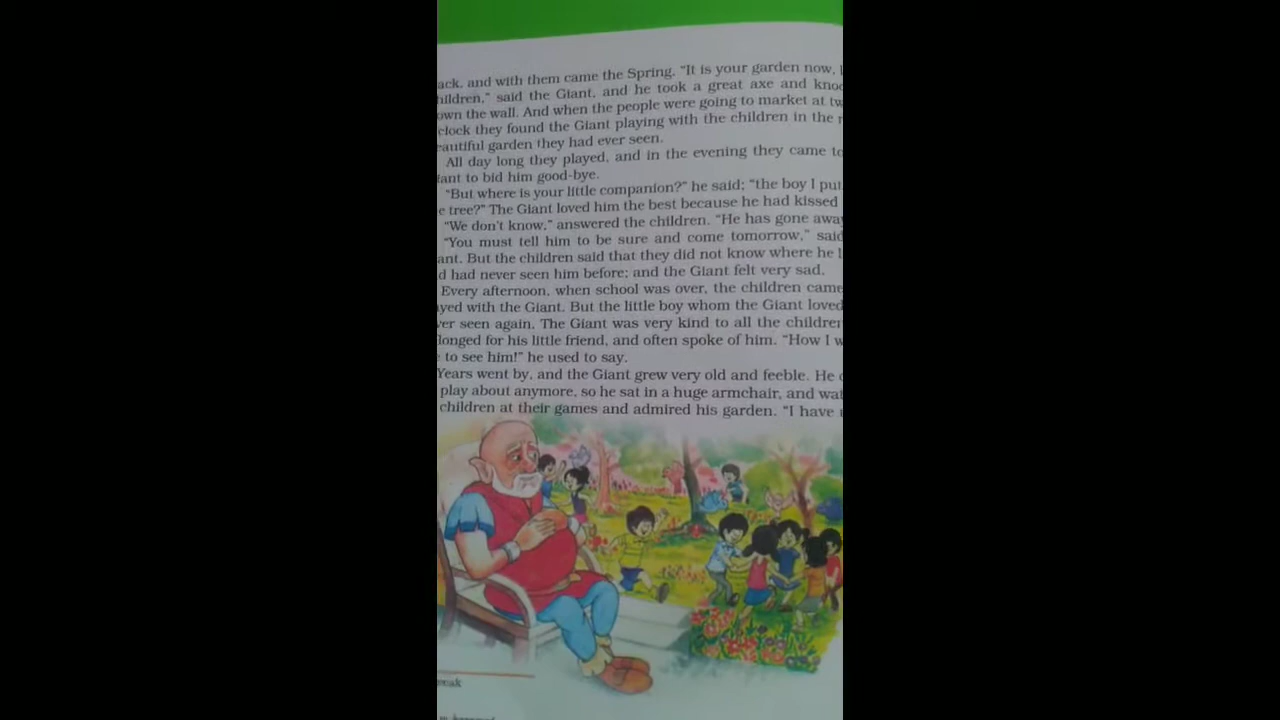 ack, and with them came the Spring. “It is your garden now,
hildren,” said the Giant, and he took a great axe and knoc
own the wall. And when the people were going to market at tw
clock they found the Giant playing with the children in the
eautiful garden they had ever seen.
All day long they played, and in the evening they came to
iant to bid him good-bye.
“But where is your little companion?” he said; “the boy I put
e tree?” The Giant loved him the best because he had kissed
“We don't know,” answered the children. “He has gone away
“You must tell him to be sure and come tomorrow,” said
ant. But the children said that they did not know where he l
d had never seen him before; and the Giant felt very sad.
Every afternoon, when school was over, the children came
ayed with the Giant. But the little boy whom the Giant loved
ver seen again. The Giant was very kind to all the children
longed for his little friend, and often spoke of him. “How I w
to see him!” he used to say.
Years went by, and the Giant grew very old and feeble. He c
play about anymore, so he sat in a huge armchair, and wat
children at their games and admired his garden. “I have
reak